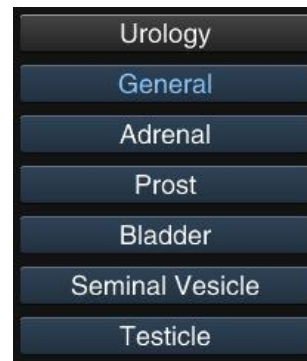 Urology
General
Adrenal
Prost
Bladder
Seminal Vesicle
Testicle